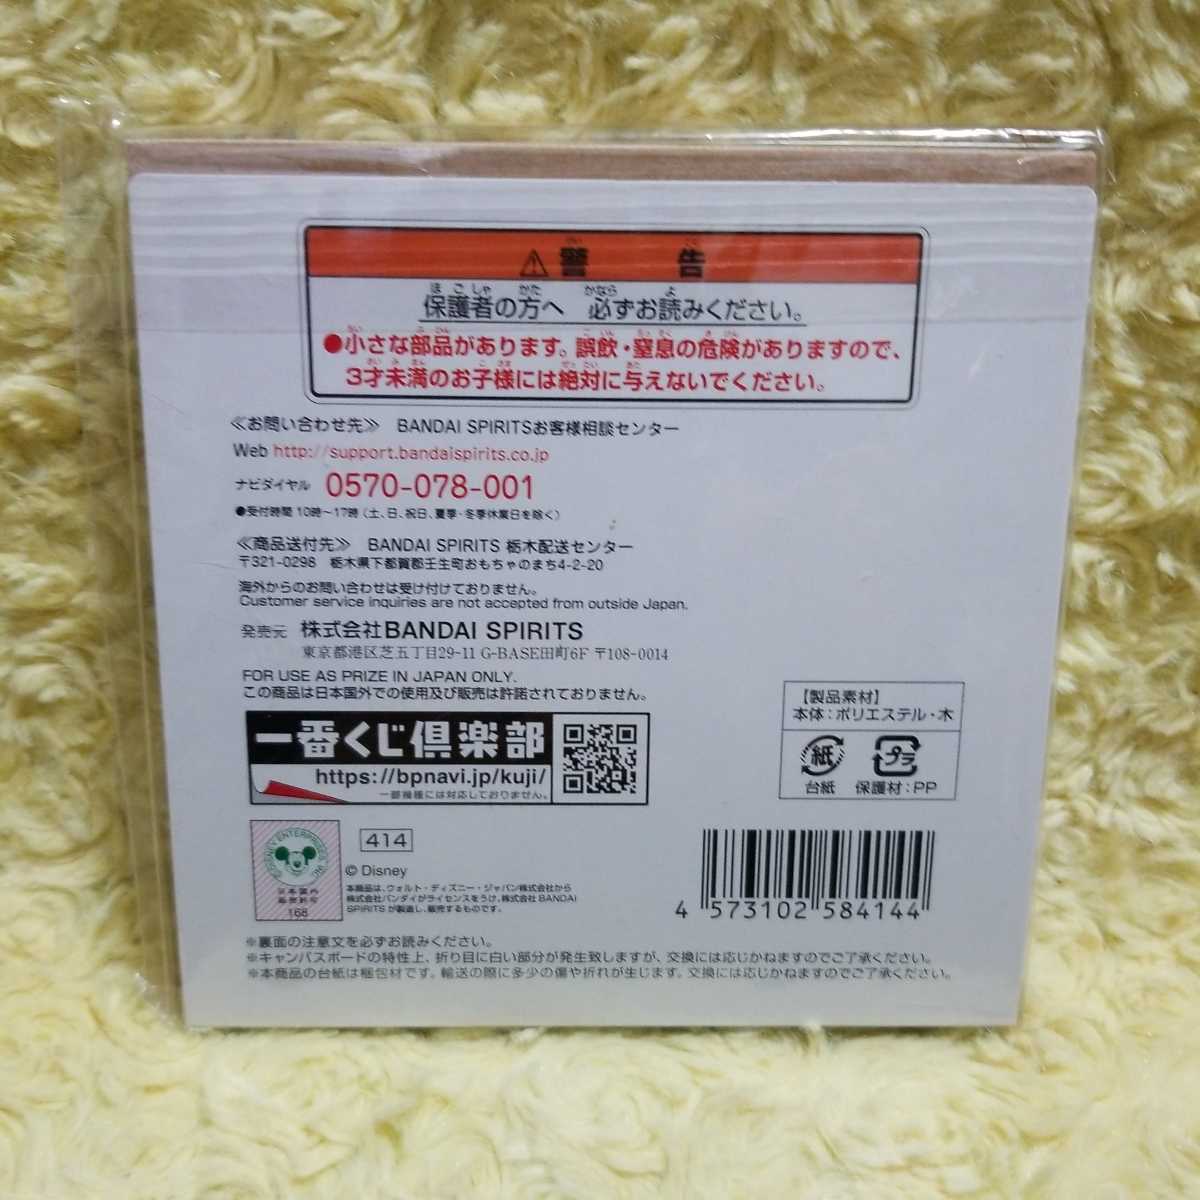 警告
保護者の方へ 必ずお読みください。
●小さな部品があります。誤飲・窒息の危険がありますので、
3才未満のお子様には絶対に与えないでください。
≪お問い合わせ先≫ BANDAI SPIRITSお客様相談センター
Web http://support.bandaispirits.co.jp
ナビダイヤル 0570-078-001
●受付時間 10時～17時（土、日、祝日、夏季・冬季休業日を除く）
≪商品送付先≫ BANDAI SPIRITS 栃木配送センター
〒321-0298 栃木県下都賀郡壬生町おもちゃのまち4-2-20
海外からのお問い合わせは受け付けておりません。
Customer service inquiries are not accepted from outside Japan.
発売元 株式会社BANDAI SPIRITS
東京都港区芝五丁目29-11 G-BASE田町6F 〒108-0014
FOR USE AS PRIZE IN JAPAN ONLY.
この商品は日本国外での使用及び販売は許諾されておりません。
一番くじ倶楽部
https://bpnavi.jp/kuji/
一部機種には対応しておりません。
【製品素材】
本体：ポリエステル・木
紙 プラ
台紙 保護材：PP
DISNEY ENTERPRISES, INC.
日本国内
販売許可
168
414
© Disney
本商品は、ウォルト・ディズニー・ジャパン株式会社から
株式会社バンダイがライセンスをうけ、株式会社 BANDAI
SPIRITS が製造し、販売するものです。
4 573102 584144
※裏面の注意文を必ずお読みください。
※キャンバスボードの特性上、折り目に白い部分が発生致しますが、交換には応じかねますのでご了承ください。
※本商品の台紙は梱包材です。輸送の際に多少の傷や折れが生じます。交換には応じかねますのでご了承ください。